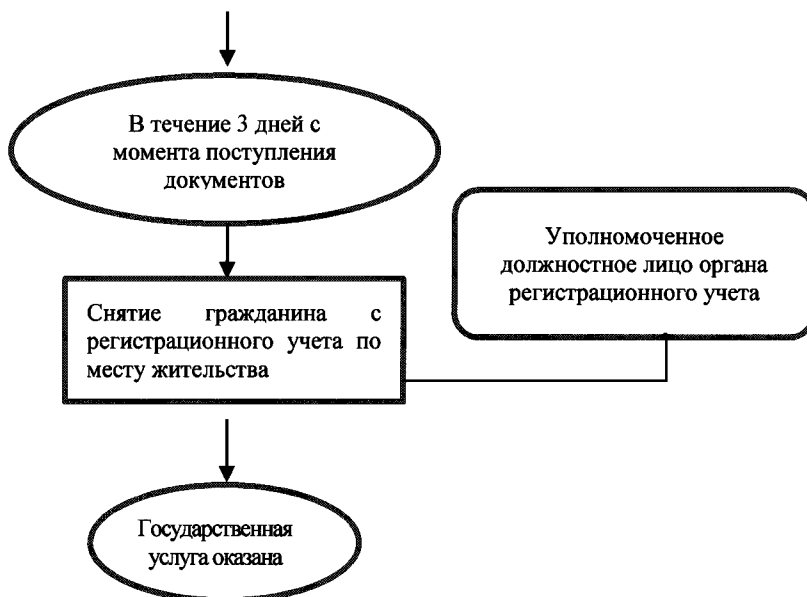 В течение 3 дней с
момента поступления
документов
Уполномоченное
должностное лицо органа
регистрационного учета
Снятие гражданина с
регистрационного учета по
месту жительства
Государственная
услуга оказана